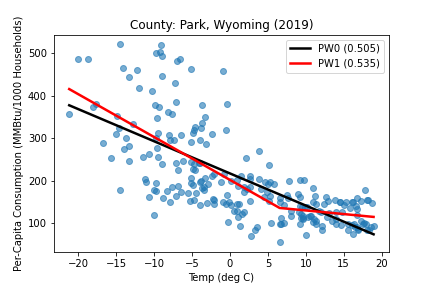 County: Park, Wyoming (2019)
Per-Capita Consumption (MMBtu/1000 Households)
500
400
300
200
100
PW0 (0.505)
PW1 (0.535)
−20 −15 −10 −5 0 5 10 15 20
Temp (deg C)